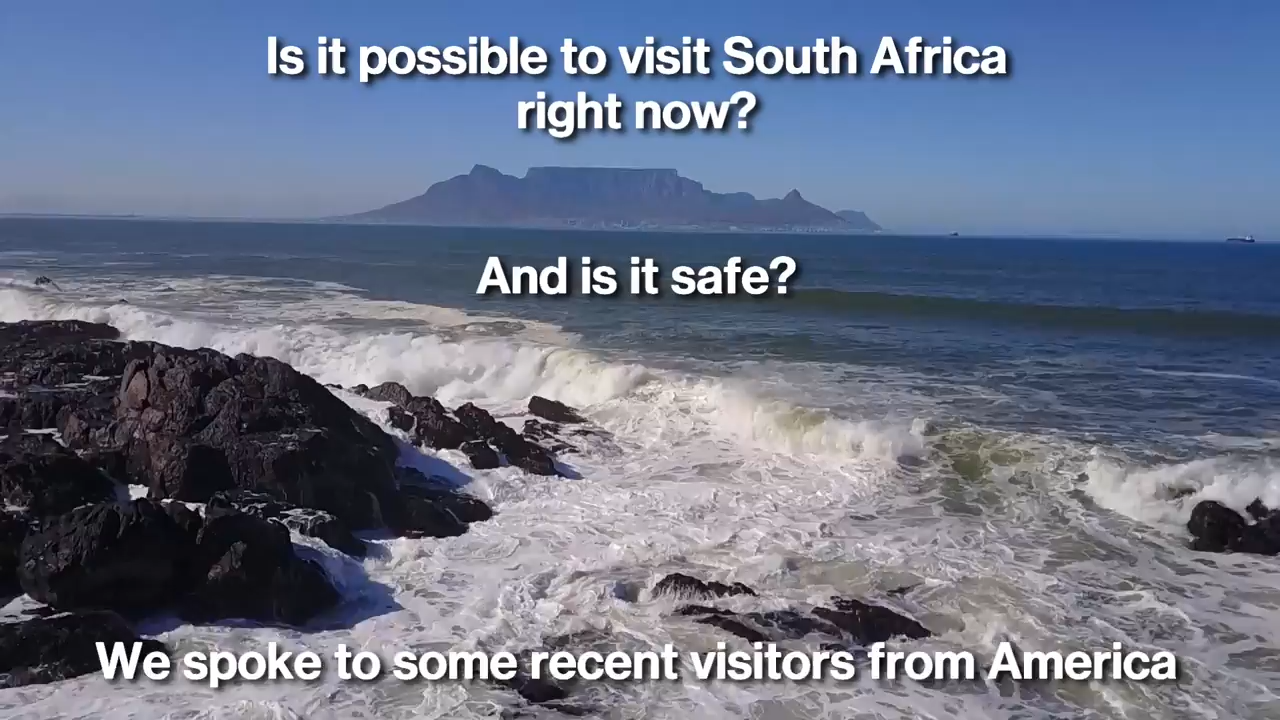 Is it possible to visit South Africa
right now?
And is it safe?
We spoke to some recent visitors from America